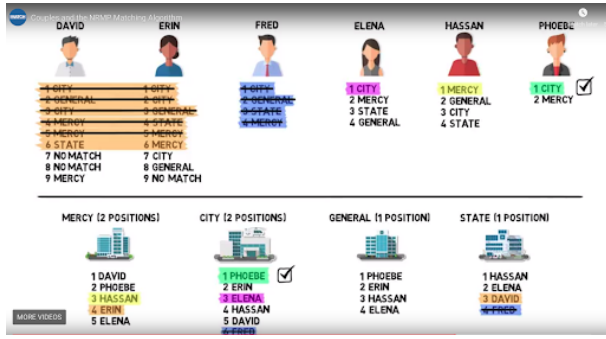 Couples and the NRMP Matching Algorithm
DAVID ERIN FRED ELENA HASSAN PHOEBE
1 CITY 1 CITY 1 CITY 1 CITY 1 MERCY 1 CITY
2 GENERAL 2 CITY 2 GENERAL 2 MERCY 2 GENERAL 2 MERCY
3 CITY 3 GENERAL 3 STATE 3 STATE 3 CITY
4 MERCY 4 STATE 4 MERCY 4 GENERAL 4 STATE
5 MERCY 5 MERCY
6 STATE 6 MERCY
7 NO MATCH 7 CITY
8 NO MATCH 8 GENERAL
9 MERCY 9 NO MATCH
MERCY (2 POSITIONS) CITY (2 POSITIONS) GENERAL (1 POSITION) STATE (1 POSITION)
1 DAVID 1 PHOEBE 1 PHOEBE 1 HASSAN
2 PHOEBE 2 ERIN 2 ERIN 2 ELENA
3 HASSAN 3 ELENA 3 HASSAN 3 DAVID
4 ERIN 4 HASSAN 4 ELENA 4 FRED
5 ELENA 5 DAVID
6 FRED
MORE VIDEOS